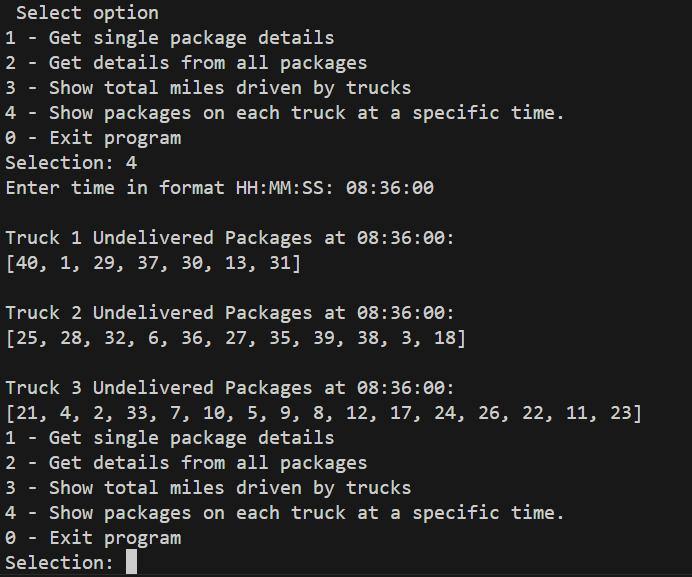 Select option
1 - Get single package details
2 - Get details from all packages
3 - Show total miles driven by trucks
4 - Show packages on each truck at a specific time.
0 - Exit program
Selection: 4
Enter time in format HH:MM:SS: 08:36:00
Truck 1 Undelivered Packages at 08:36:00:
[40, 1, 29, 37, 30, 13, 31]
Truck 2 Undelivered Packages at 08:36:00:
[25, 28, 32, 6, 36, 27, 35, 39, 38, 3, 18]
Truck 3 Undelivered Packages at 08:36:00:
[21, 4, 2, 33, 7, 10, 5, 9, 8, 12, 17, 24, 26, 22, 11, 23]
1 - Get single package details
2 - Get details from all packages
3 - Show total miles driven by trucks
4 - Show packages on each truck at a specific time.
0 - Exit program
Selection: